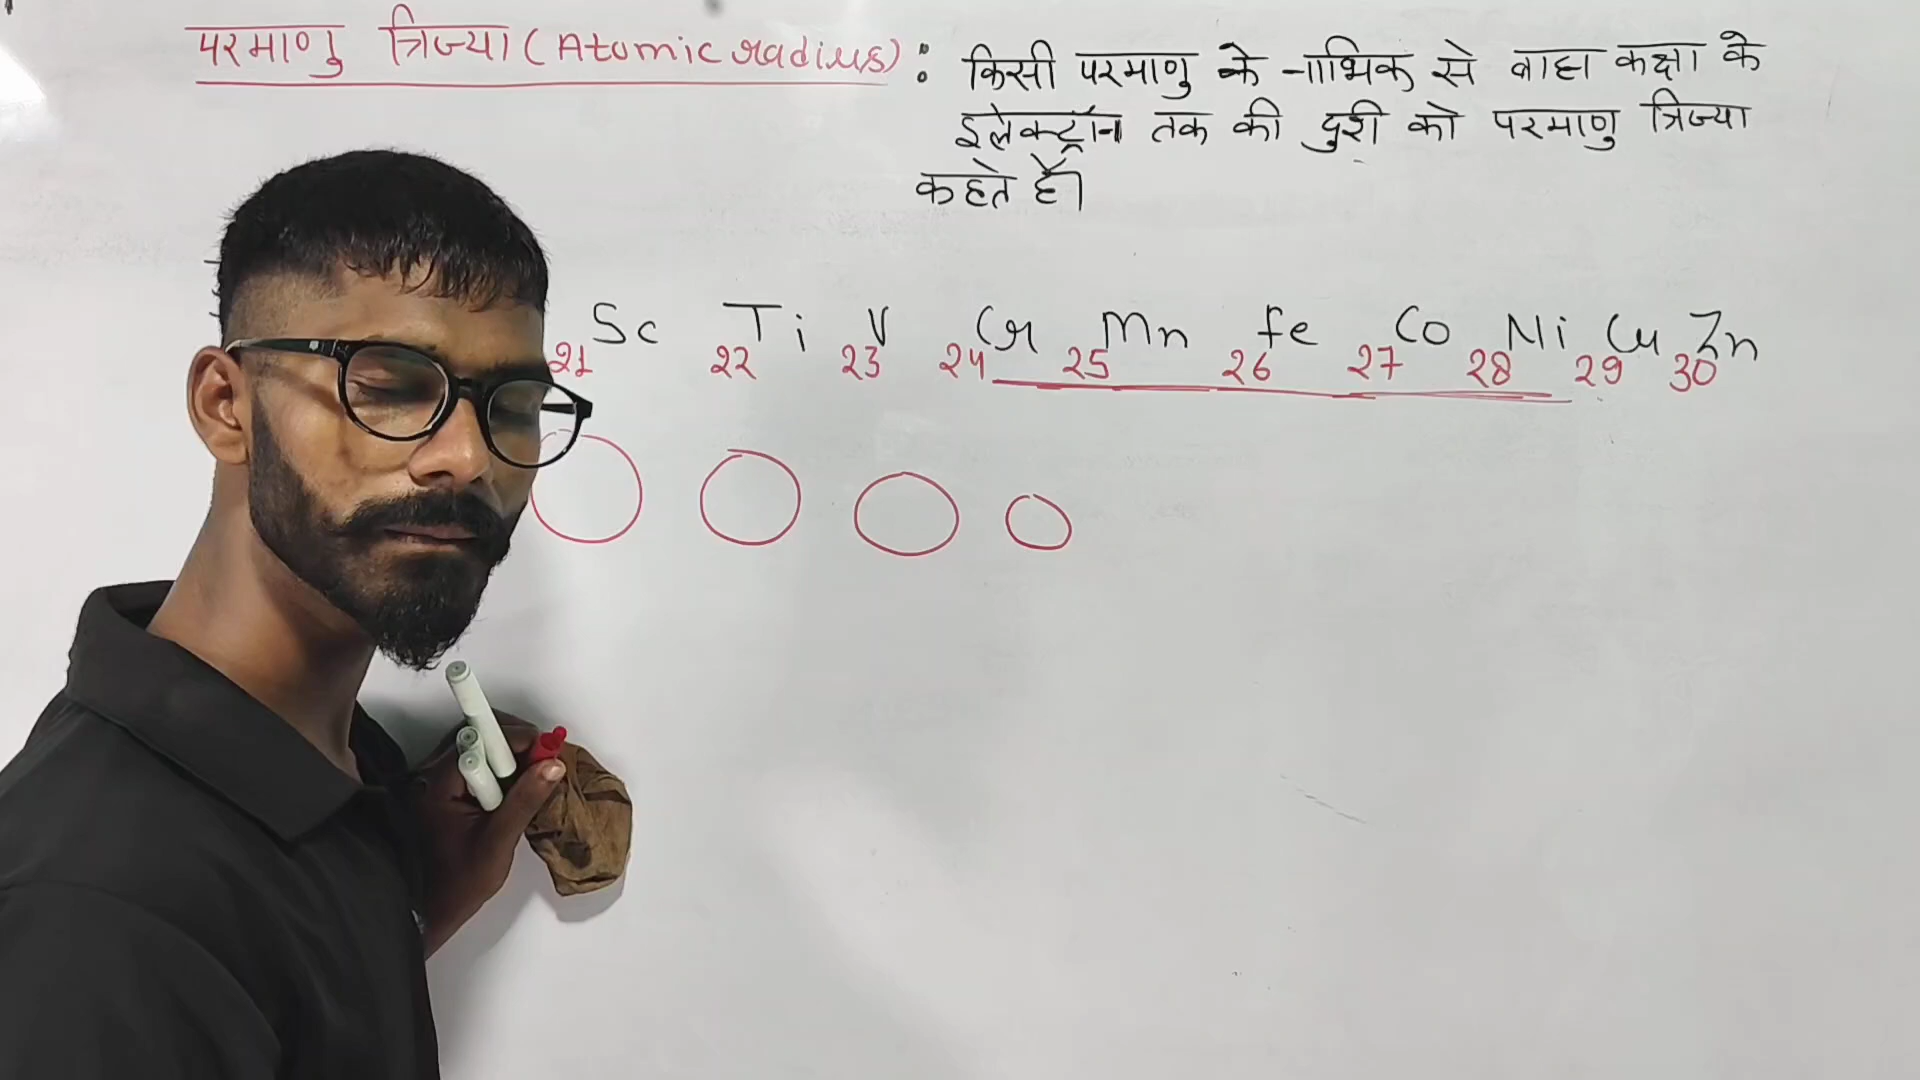 परमाणु त्रिज्या (Atomic radius) : किसी परमाणु के नाभिक से बाह्य कक्षा के
इलेक्ट्रॉन तक की दुरी को परमाणु त्रिज्या
कहते हैं।
Sc Ti V Cr Mn Fe Co Ni Cu Zn
21 22 23 24 25 26 27 28 29 30